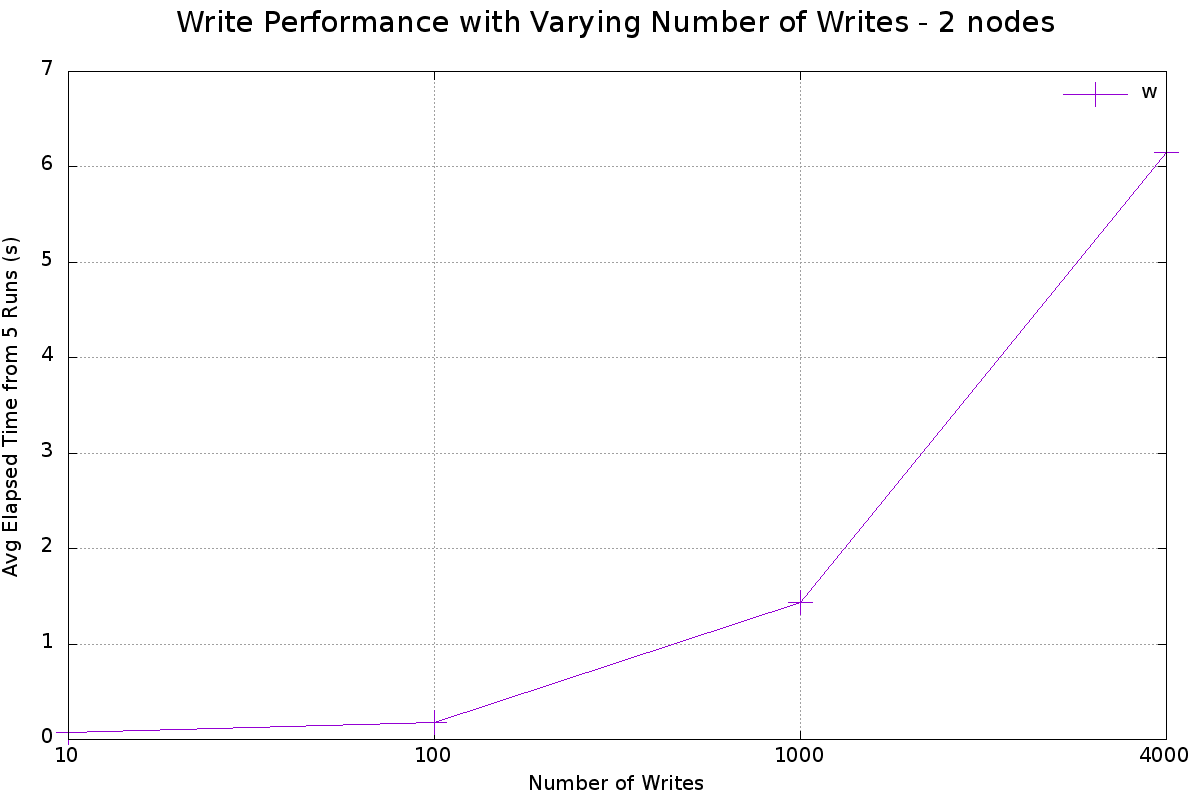 Write Performance with Varying Number of Writes - 2 nodes
7
w
6
5
4
3
2
1
0
Avg Elapsed Time from 5 Runs (s)
10 100 1000 4000
Number of Writes